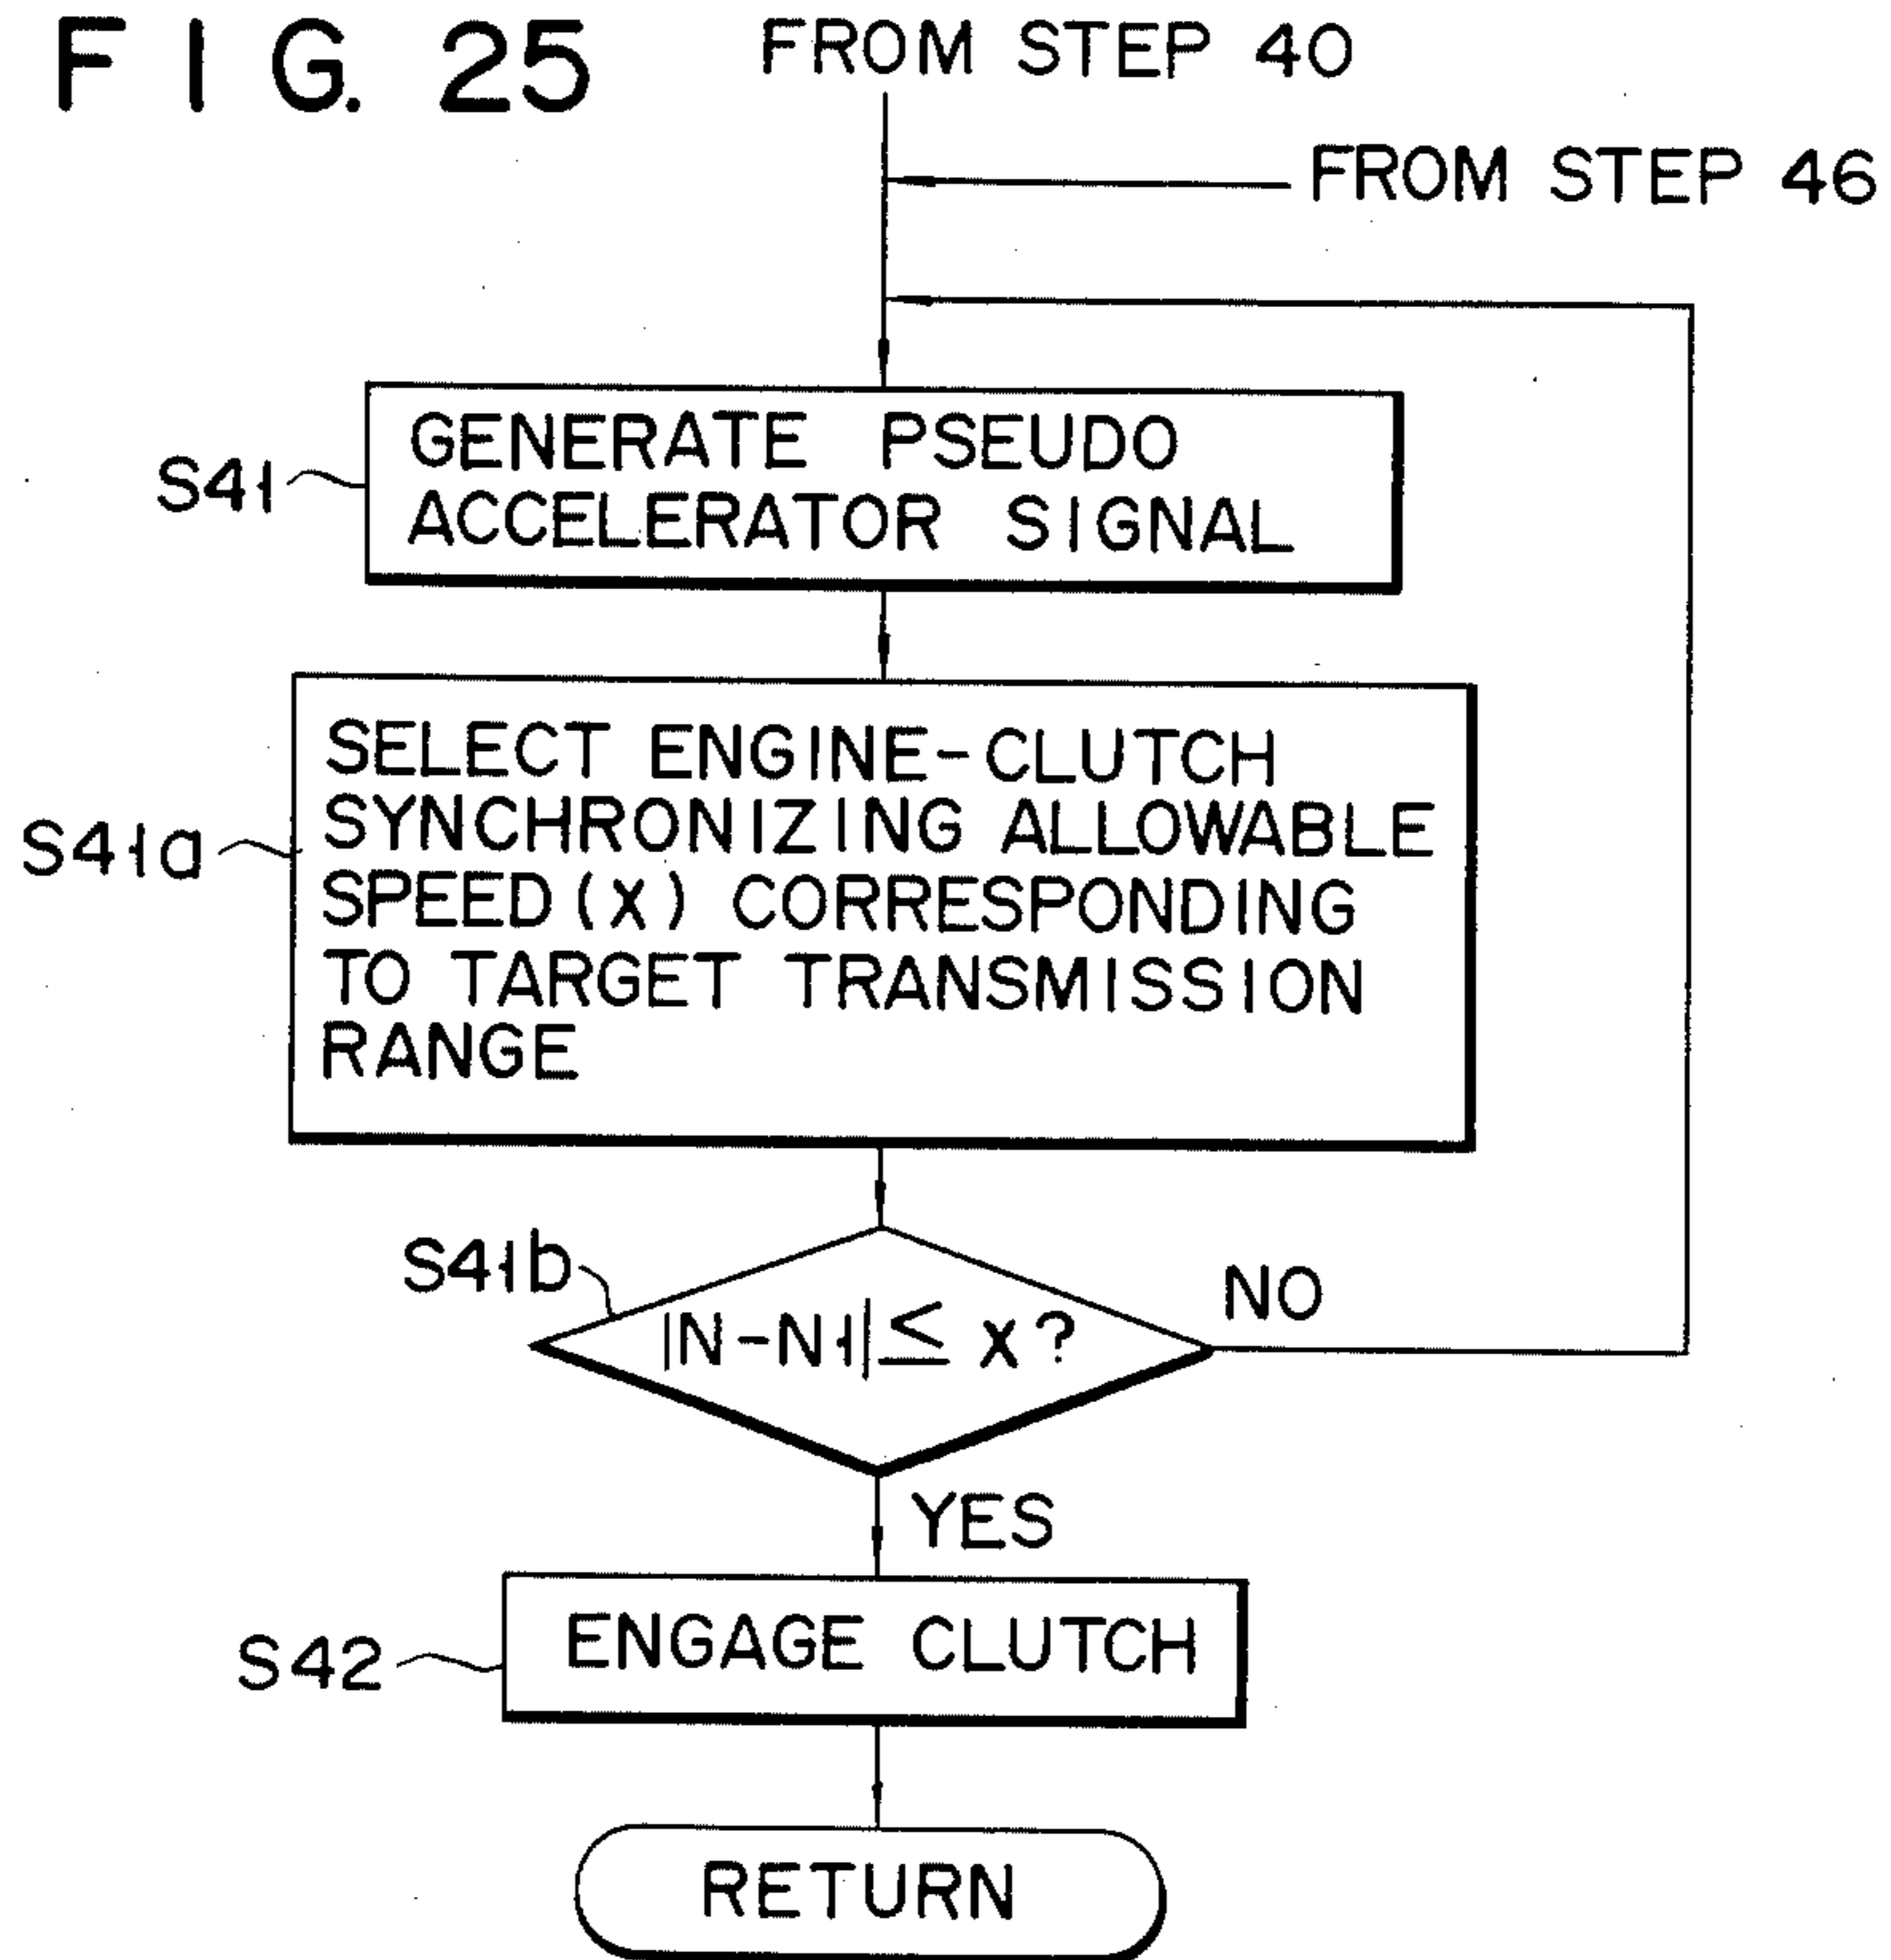 FIG. 25
FROM STEP 40
FROM STEP 46
S41
GENERATE PSEUDO
ACCELERATOR SIGNAL
S41a
SELECT ENGINE-CLUTCH
SYNCHRONIZING ALLOWABLE
SPEED (X) CORRESPONDING
TO TARGET TRANSMISSION
RANGE
S41b
|N-N1| ≤ X?
NO
YES
S42
ENGAGE CLUTCH
RETURN